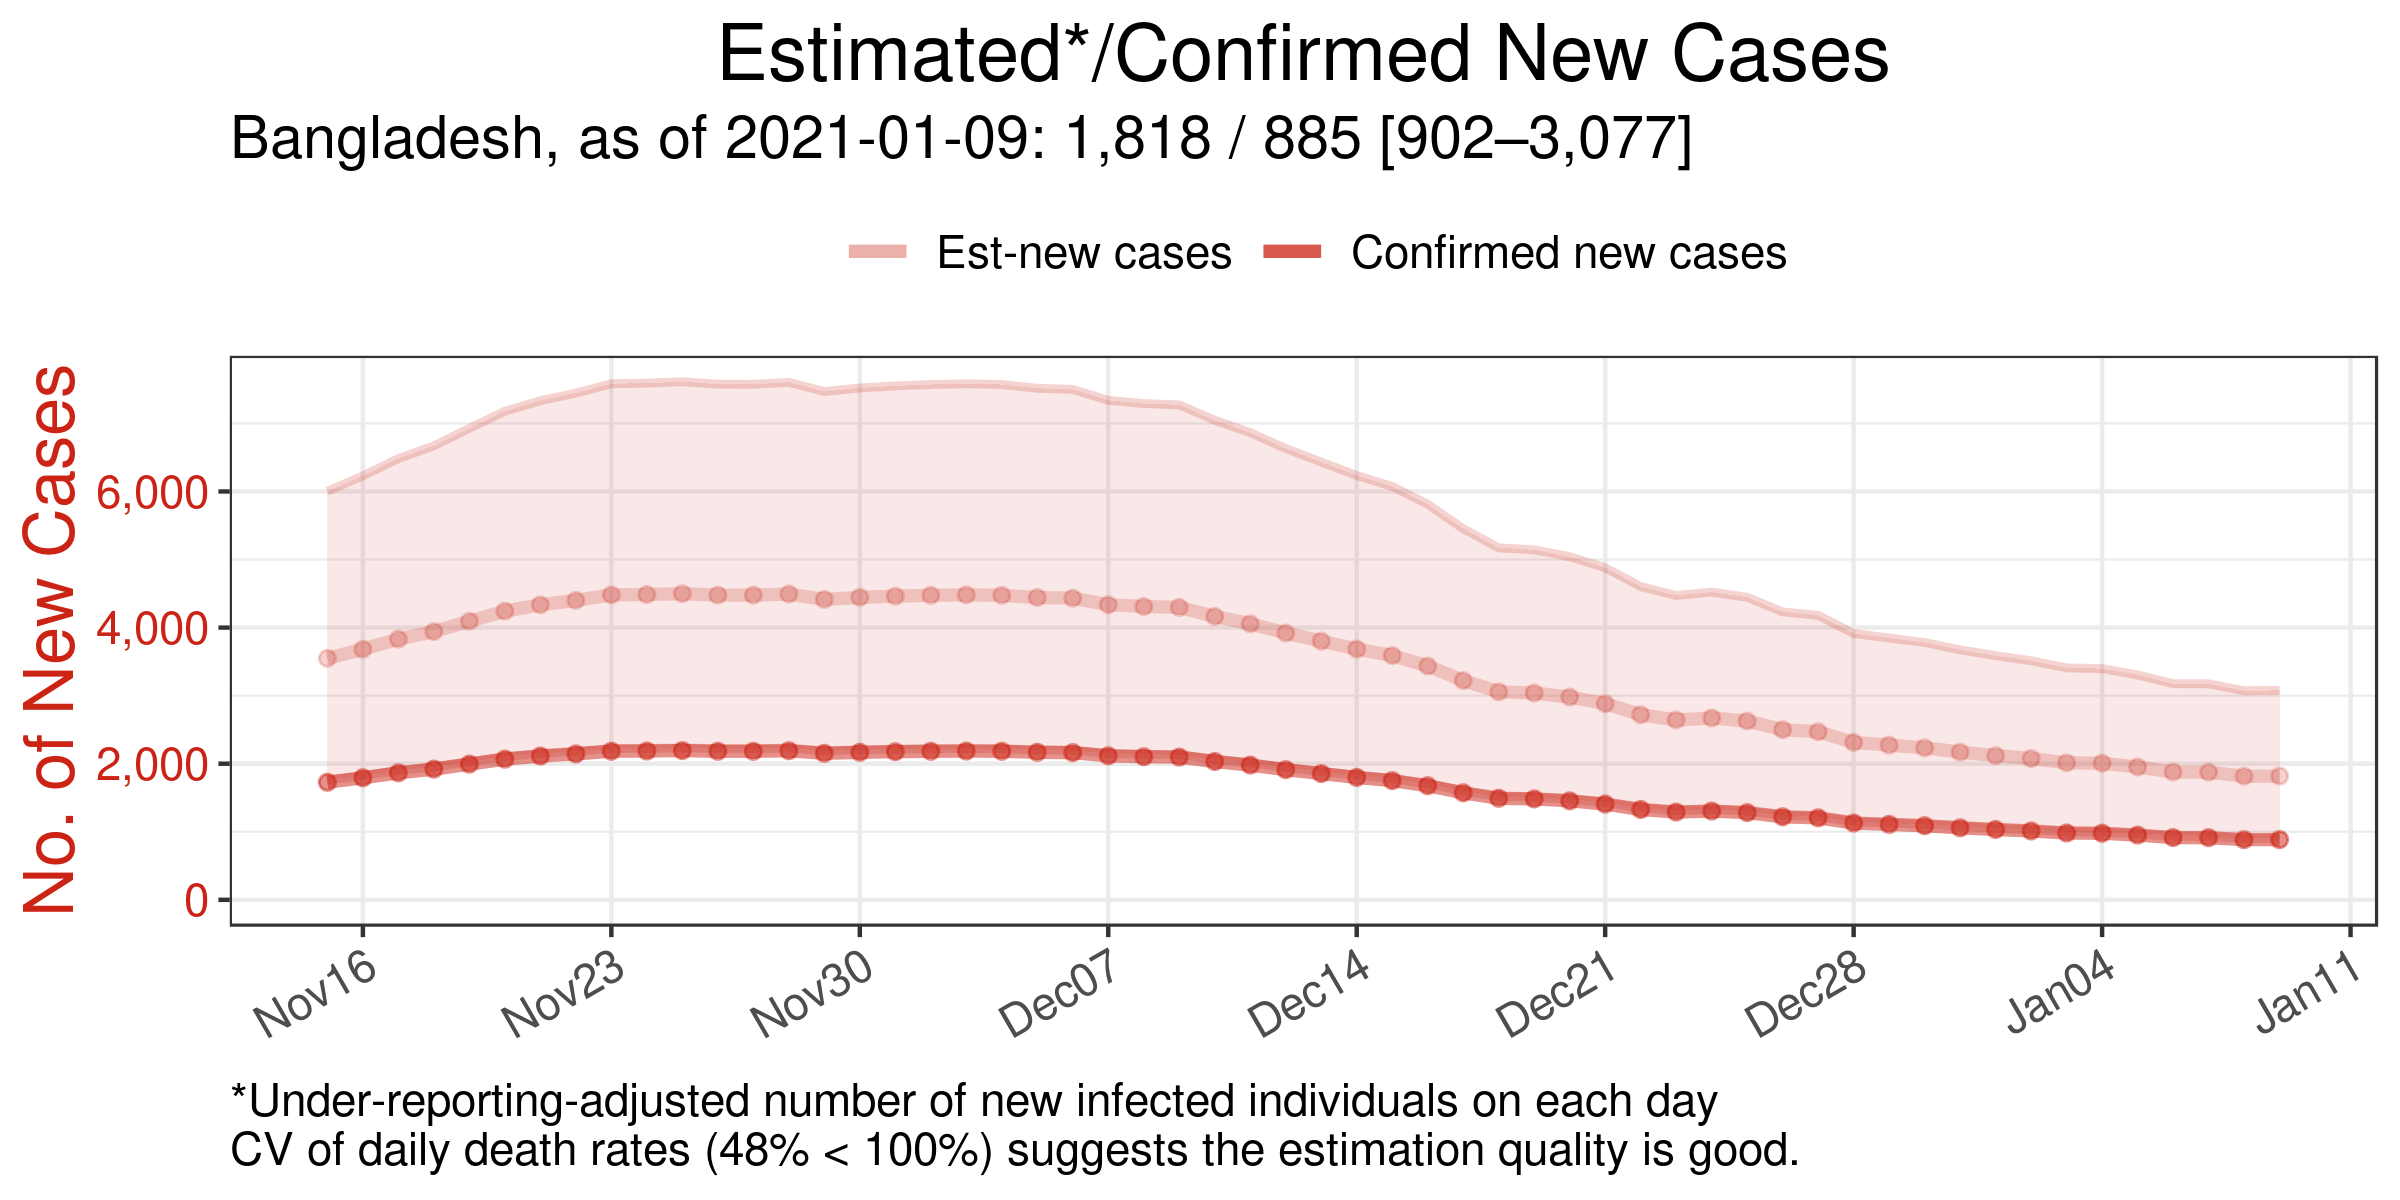 Estimated*/Confirmed New Cases
Bangladesh, as of 2021-01-09: 1,818 / 885 [902–3,077]
Est-new cases
Confirmed new cases
No. of New Cases
6,000
4,000
2,000
0
Nov16
Nov23
Nov30
Dec07
Dec14
Dec21
Dec28
Jan04
Jan11
*Under-reporting-adjusted number of new infected individuals on each day
CV of daily death rates (48% < 100%) suggests the estimation quality is good.